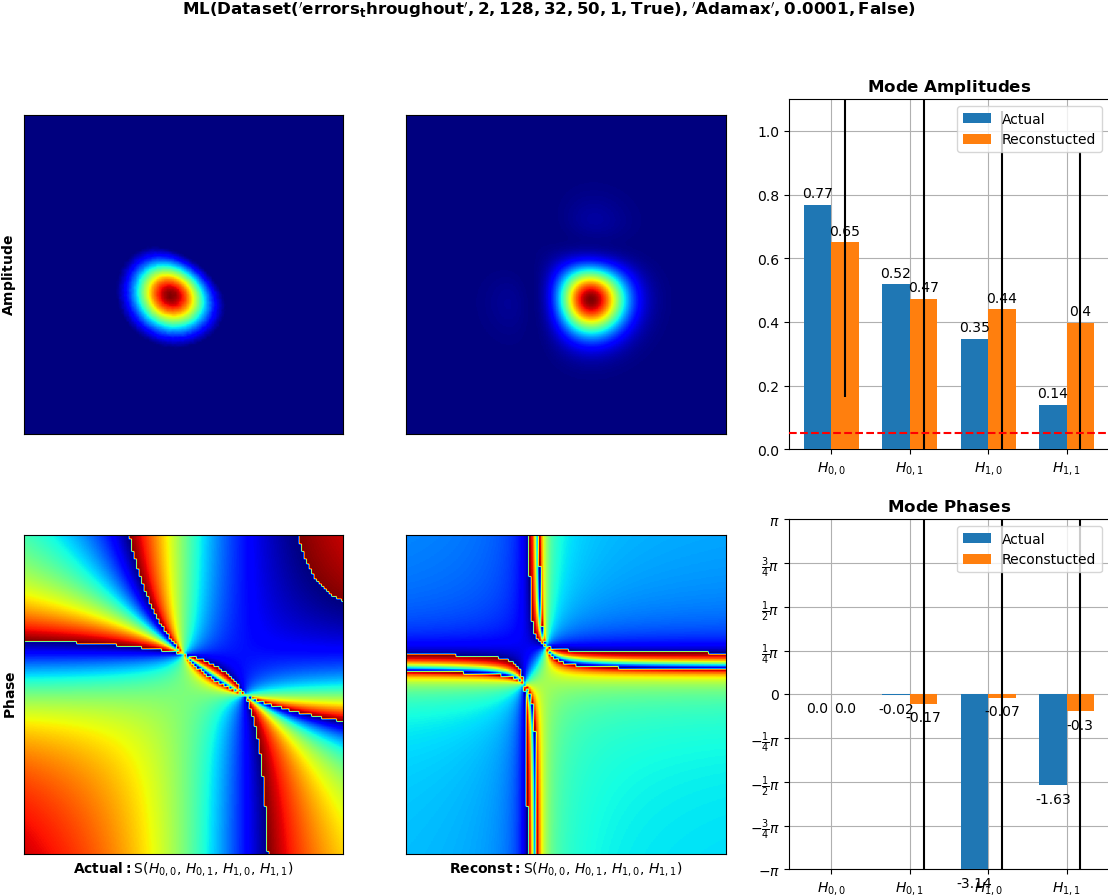 ML(Dataset('errors_throughout', 2, 128, 32, 50, 1, True), 'Adamax', 0.0001, False)
Amplitude
Mode Amplitudes
Actual
Reconstucted
1.0
0.8
0.6
0.4
0.2
0.0
0.77
0.65
0.52
0.47
0.35
0.44
0.14
0.4
H0,0
H0,1
H1,0
H1,1
Phase
Actual: S(H0,0, H0,1, H1,0, H1,1)
Reconst: S(H0,0, H0,1, H1,0, H1,1)
Mode Phases
Actual
Reconstucted
π
3/4π
1/2π
1/4π
0
−1/4π
−1/2π
−3/4π
−π
0.0
0.0
-0.02
-0.17
-3.14
-0.07
-1.63
-0.3
H0,0
H0,1
H1,0
H1,1